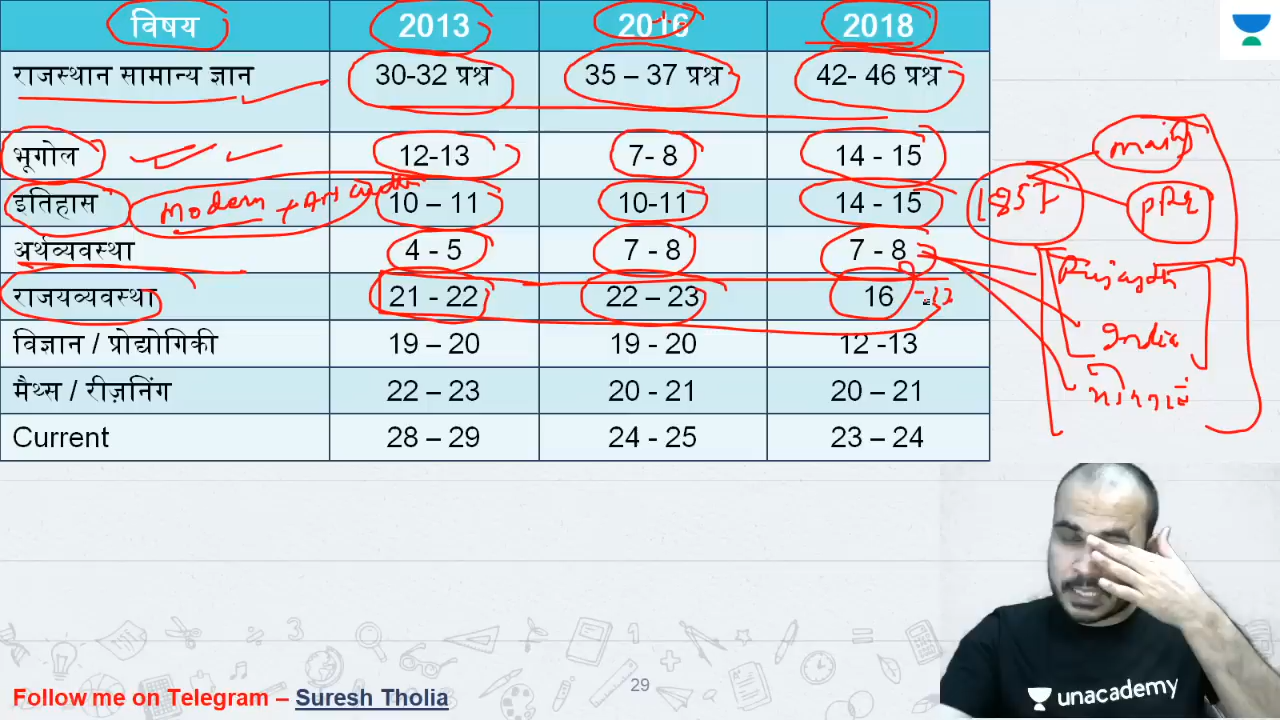 विषय 2013 2016 2018
राजस्थान सामान्य ज्ञान 30-32 प्रश्न 35 – 37 प्रश्न 42- 46 प्रश्न
भूगोल 12-13 7- 8 14 - 15
इतिहास Modern + Art 10 – 11 10-11 14 - 15
अर्थव्यवस्था 4 - 5 7 - 8 7 - 8
राजयव्यवस्था 21 - 22 22 – 23 16
विज्ञान / प्रोद्योगिकी 19 – 20 19 - 20 12 -13
मैथ्स / रीज़निंग 22 – 23 20 - 21 20 – 21
Current 28 – 29 24 - 25 23 – 24
main
1857
pre
India
unacademy
29
Follow me on Telegram – Suresh Tholia